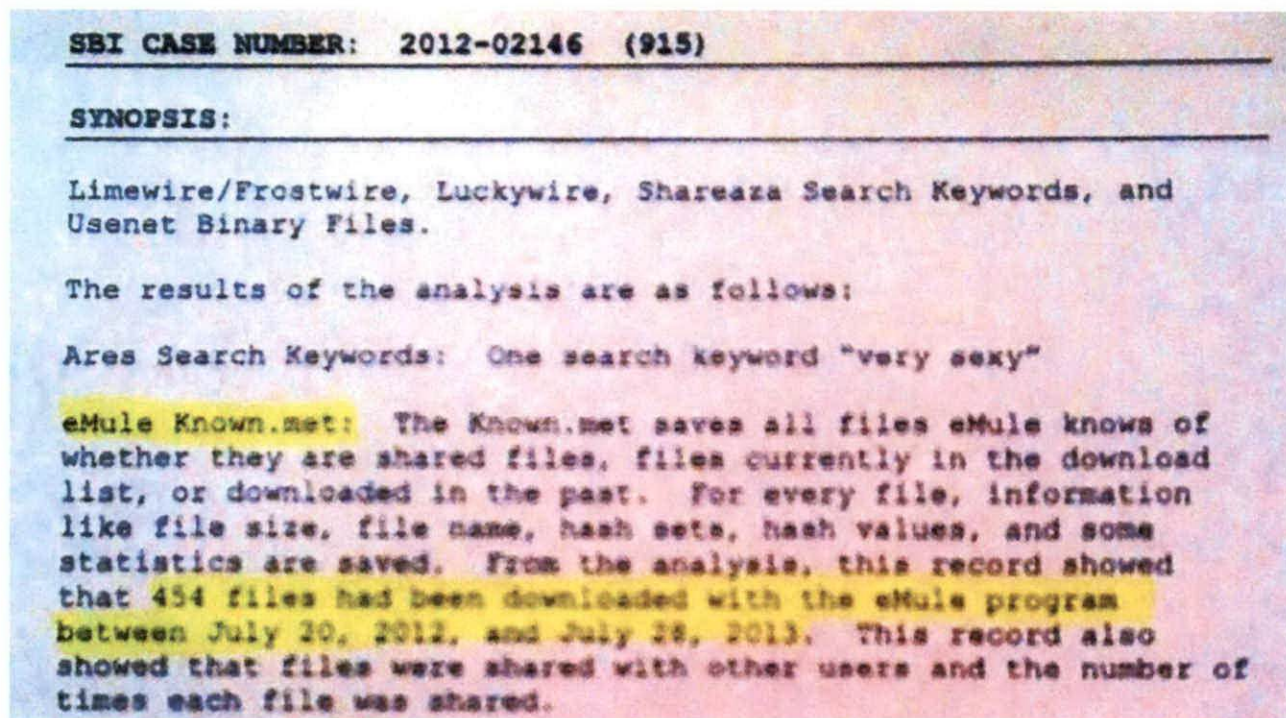 SBI CASE NUMBER: 2012-02146 (915)
SYNOPSIS:
Limewire/Frostwire, Luckywire, Shareaza Search Keywords, and
Usenet Binary Files.
The results of the analysis are as follows:
Ares Search Keywords: One search keyword "very sexy"
eMule Known.met: The Known.met saves all files eMule knows of
whether they are shared files, files currently in the download
list, or downloaded in the past. For every file, information
like file size, file name, hash sets, hash values, and some
statistics are saved. From the analysis, this record showed
that 454 files had been downloaded with the eMule program
between July 20, 2012, and July 28, 2013. This record also
showed that files were shared with other users and the number of
times each file was shared.